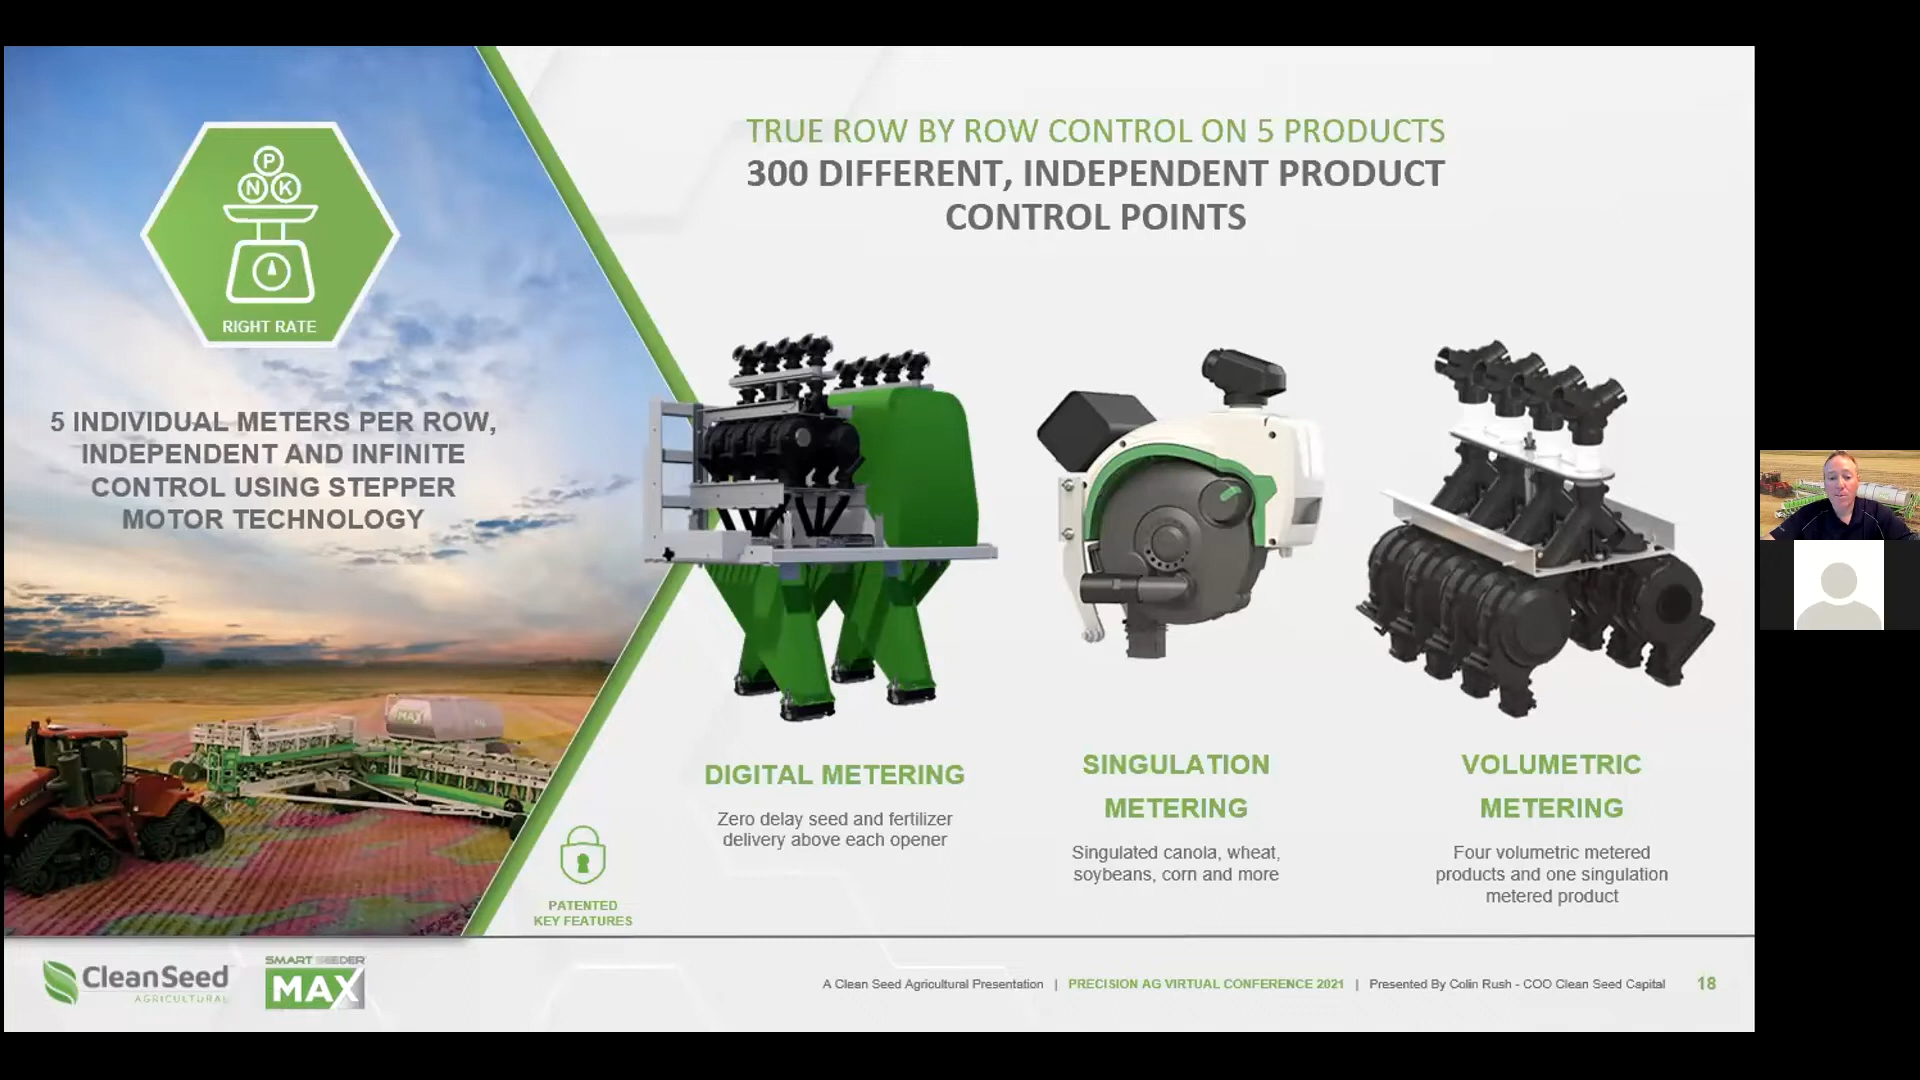 TRUE ROW BY ROW CONTROL ON 5 PRODUCTS
300 DIFFERENT, INDEPENDENT PRODUCT
CONTROL POINTS
P
N K
RIGHT RATE
5 INDIVIDUAL METERS PER ROW,
INDEPENDENT AND INFINITE
CONTROL USING STEPPER
MOTOR TECHNOLOGY
MAX
DIGITAL METERING
Zero delay seed and fertilizer
delivery above each opener
SINGULATION
METERING
Singulated canola, wheat,
soybeans, corn and more
VOLUMETRIC
METERING
Four volumetric metered
products and one singulation
metered product
PATENTED
KEY FEATURES
CleanSeed
AGRICULTURAL
SMART SEEDER
MAX
A Clean Seed Agricultural Presentation | PRECISION AG VIRTUAL CONFERENCE 2021 | Presented By Colin Rush - COO Clean Seed Capital 18